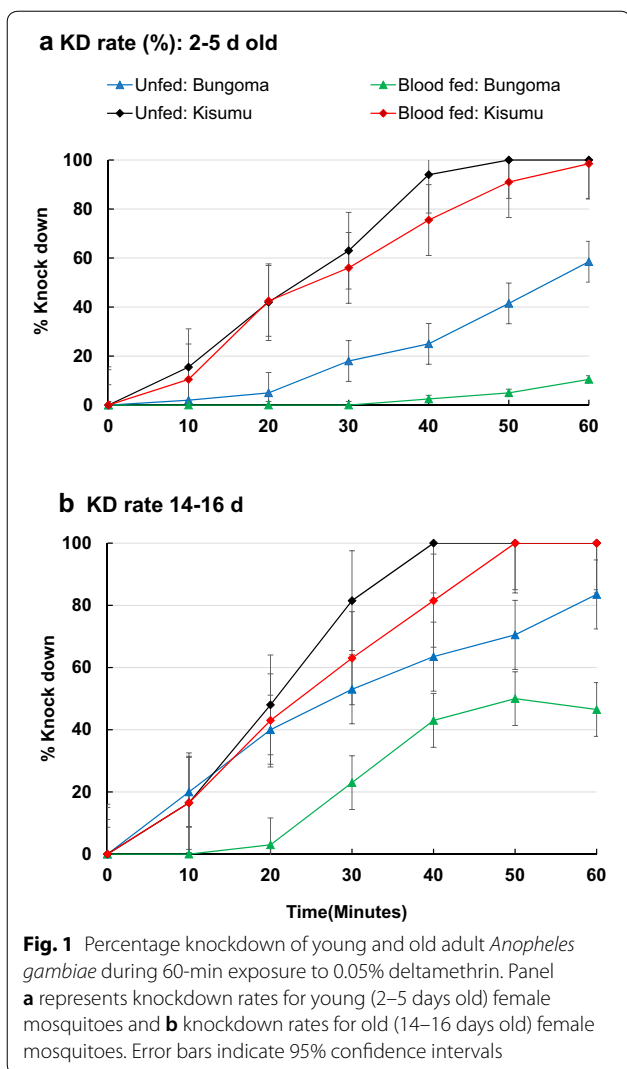 a KD rate (%): 2-5 d old
Unfed: Bungoma
Blood fed: Bungoma
Unfed: Kisumu
Blood fed: Kisumu
100
80
60
40
20
0
% Knock down
0 10 20 30 40 50 60
b KD rate 14-16 d
100
80
60
40
20
0
% Knock down
0 10 20 30 40 50 60
Time(Minutes)
Fig. 1 Percentage knockdown of young and old adult Anopheles
gambiae during 60-min exposure to 0.05% deltamethrin. Panel
a represents knockdown rates for young (2–5 days old) female
mosquitoes and b knockdown rates for old (14–16 days old) female
mosquitoes. Error bars indicate 95% confidence intervals